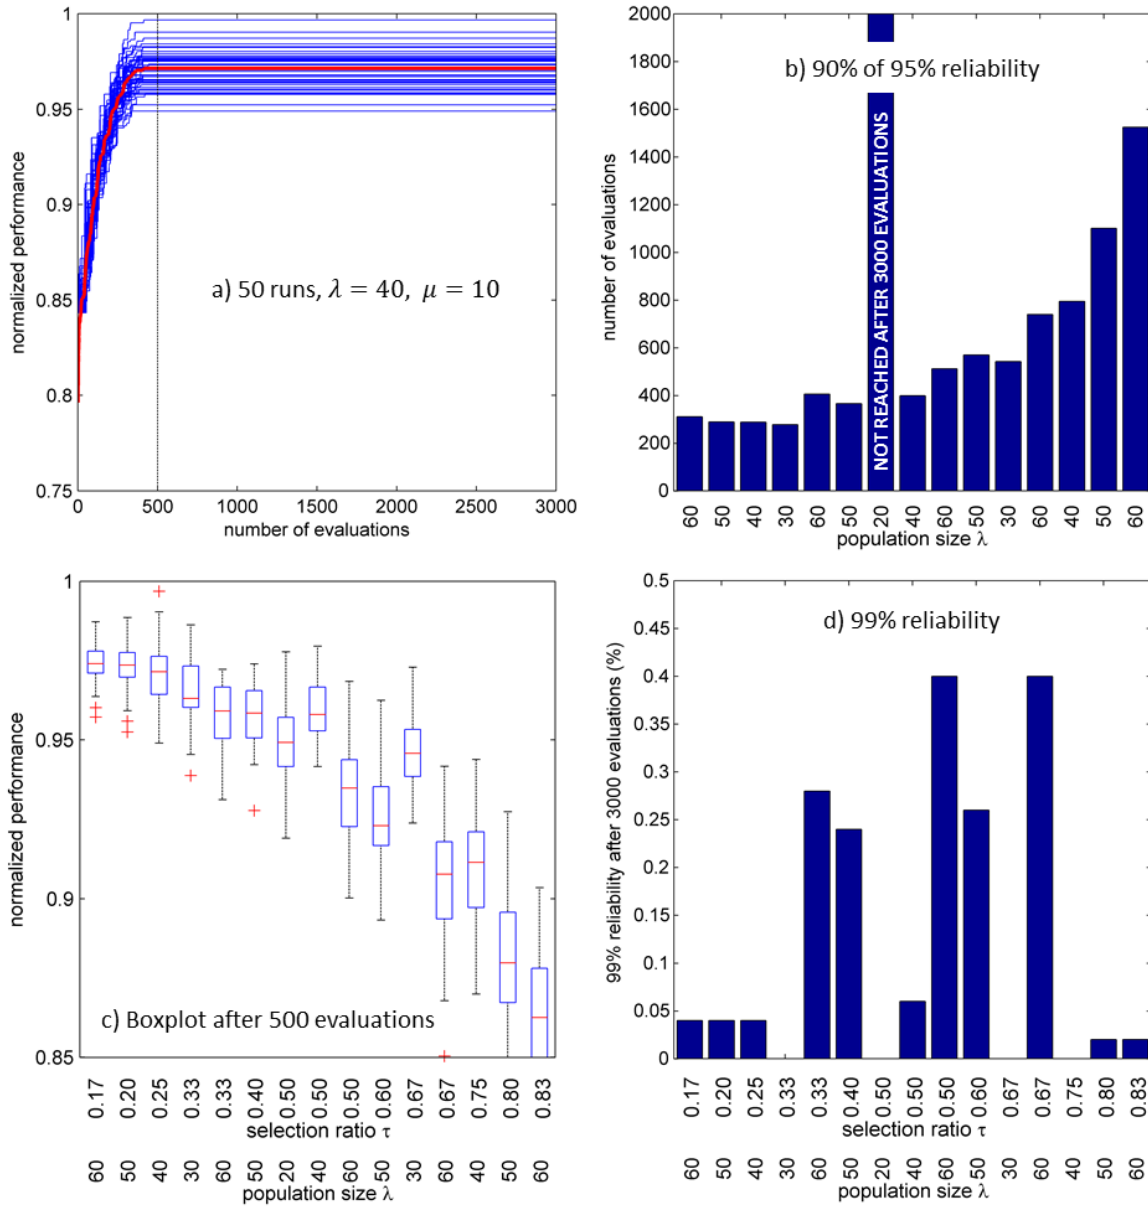 1
0.95
0.9
0.85
0.8
0.75
normalized performance
a) 50 runs, λ = 40, μ = 10
0 500 1000 1500 2000 2500 3000
number of evaluations
2000
1800
1600
1400
1200
1000
800
600
400
200
0
number of evaluations
b) 90% of 95% reliability
NOT REACHED AFTER 3000 EVALUATIONS
60 50 40 30 60 50 20 40 60 50 30 60 40 50 60
population size λ
1
0.95
0.9
0.85
normalized performance
c) Boxplot after 500 evaluations
0.17 0.20 0.25 0.33 0.33 0.40 0.50 0.50 0.50 0.60 0.67 0.67 0.75 0.80 0.83
selection ratio τ
60 50 40 30 60 50 20 40 60 50 30 60 40 50 60
population size λ
0.5
0.45
0.4
0.35
0.3
0.25
0.2
0.15
0.1
0.05
0
99% reliability after 3000 evaluations (%)
d) 99% reliability
0.17 0.20 0.25 0.33 0.33 0.40 0.50 0.50 0.50 0.60 0.67 0.67 0.75 0.80 0.83
selection ratio τ
60 50 40 30 60 50 20 40 60 50 30 60 40 50 60
population size λ